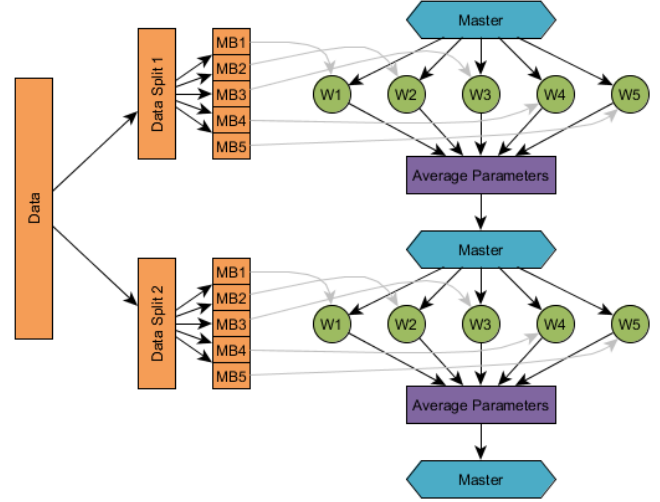 Data
Data Split 1
MB1
MB2
MB3
MB4
MB5
Master
W1
W2
W3
W4
W5
Average Parameters
Data Split 2
MB1
MB2
MB3
MB4
MB5
Master
W1
W2
W3
W4
W5
Average Parameters
Master